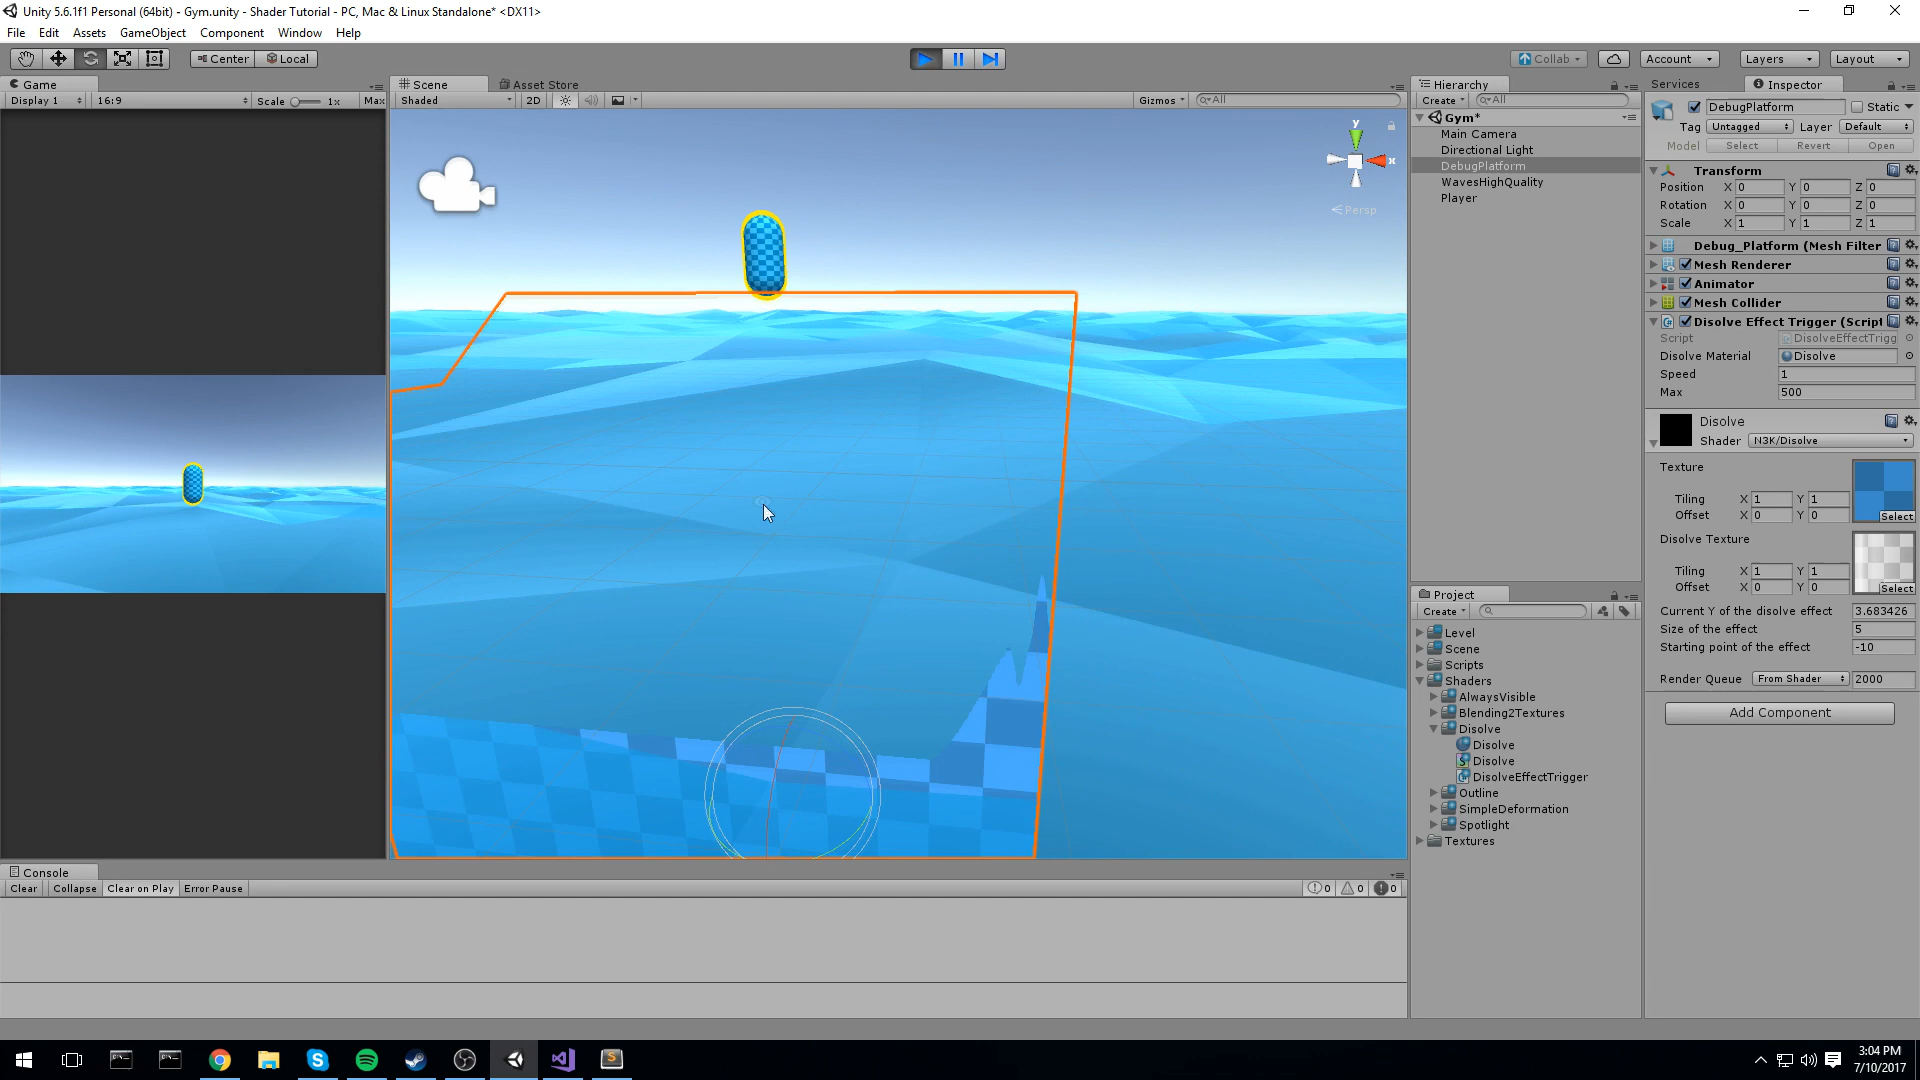 Unity 5.6.1f1 Personal (64bit) - Gym.unity - Shader Tutorial - PC, Mac & Linux Standalone* <DX11>
File Edit Assets GameObject Component Window Help
Center Local
Collab Account Layers Layout
Game
Display 1 16:9 Scale 1x Max
Scene Asset Store
Shaded 2D Gizmos All
y
x
Persp
Hierarchy
Create All
Gym*
Main Camera
Directional Light
DebugPlatform
WavesHighQuality
Player
Project
Create
Level
Scene
Scripts
Shaders
AlwaysVisible
Blending2Textures
Disolve
Disolve
Disolve
DisolveEffectTrigger
Outline
SimpleDeformation
Spotlight
Textures
Services Inspector
DebugPlatform Static
Tag Untagged Layer Default
Model Select Revert Open
Transform
Position X 0 Y 0 Z 0
Rotation X 0 Y 0 Z 0
Scale X 1 Y 1 Z 1
Debug_Platform (Mesh Filter
Mesh Renderer
Animator
Mesh Collider
Disolve Effect Trigger (Script
Script DisolveEffectTrigg
Disolve Material Disolve
Speed 1
Max 500
Disolve
Shader N3K/Disolve
Texture
Tiling X 1 Y 1
Offset X 0 Y 0
Select
Disolve Texture
Tiling X 1 Y 1
Offset X 0 Y 0
Select
Current Y of the disolve effect 3.683426
Size of the effect 5
Starting point of the effect -10
Render Queue From Shader 2000
Add Component
Console
Clear Collapse Clear on Play Error Pause
0 0 0
3:04 PM
7/10/2017